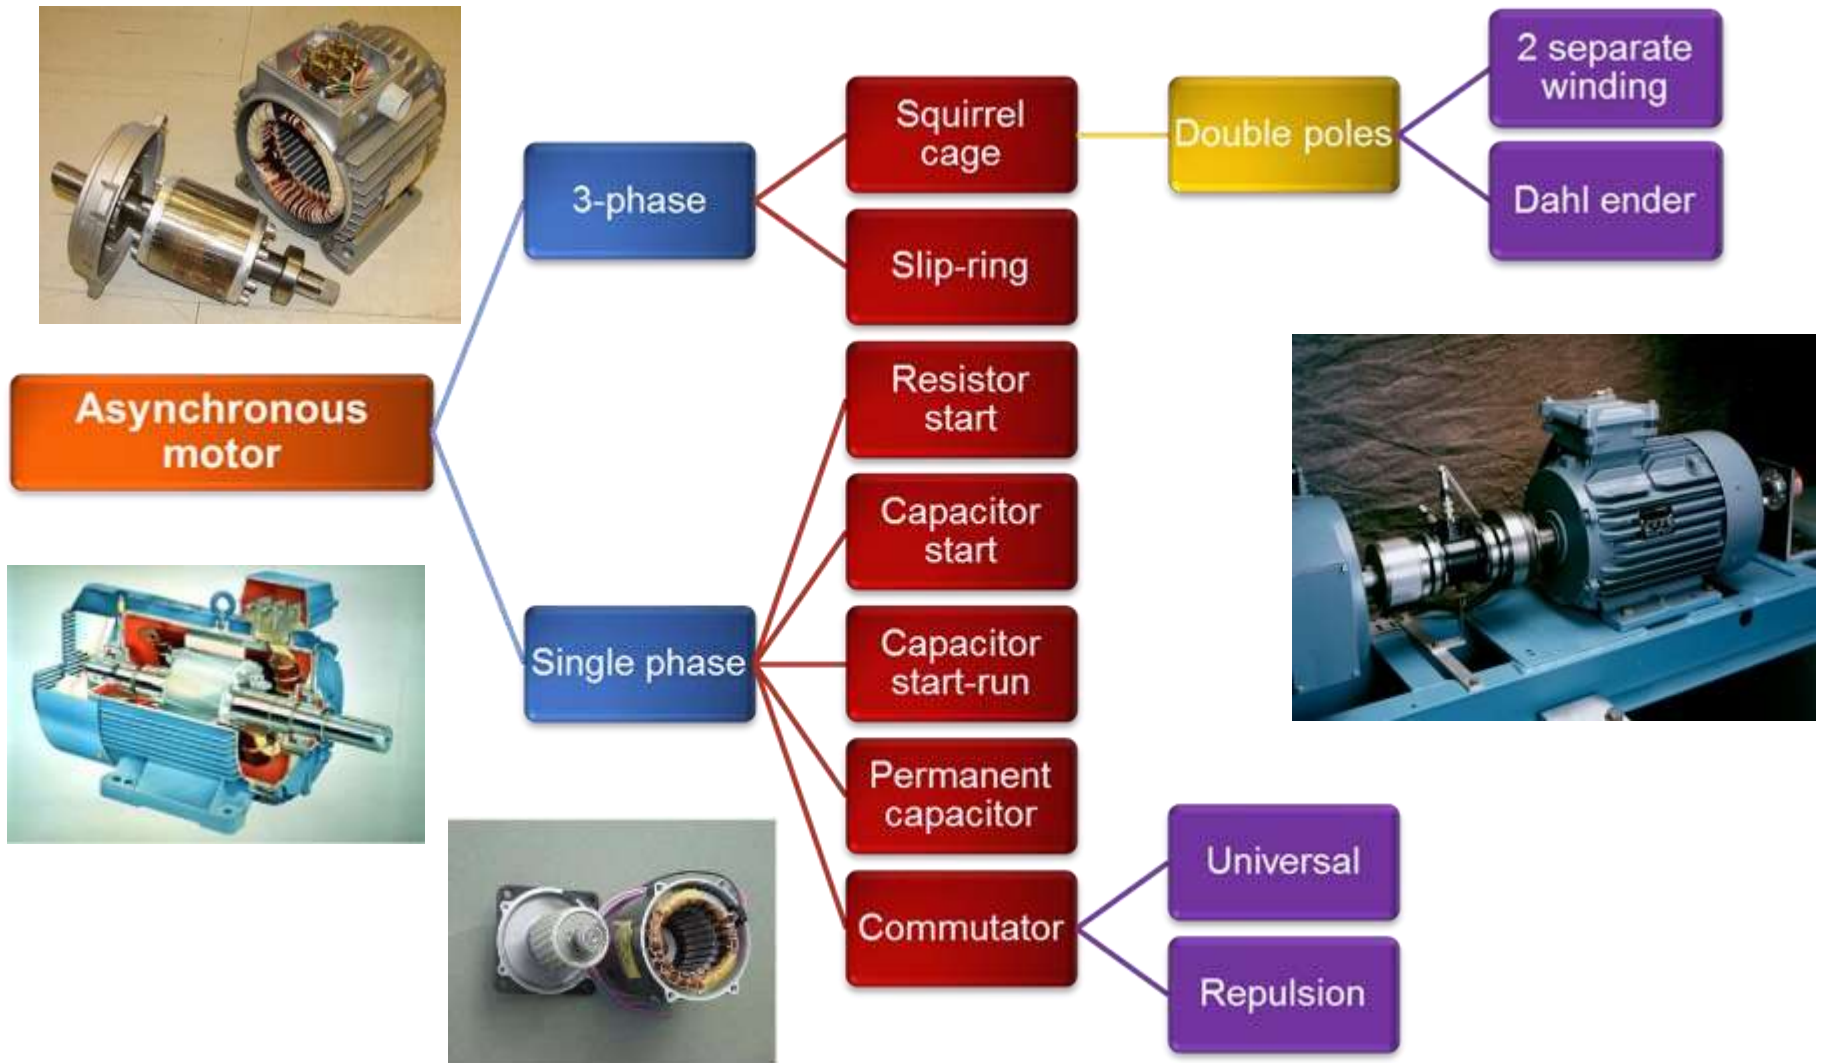 Asynchronous
motor
3-phase
Single phase
Squirrel
cage
Slip-ring
Resistor
start
Capacitor
start
Capacitor
start-run
Permanent
capacitor
Commutator
Double poles
2 separate
winding
Dahl ender
Universal
Repulsion